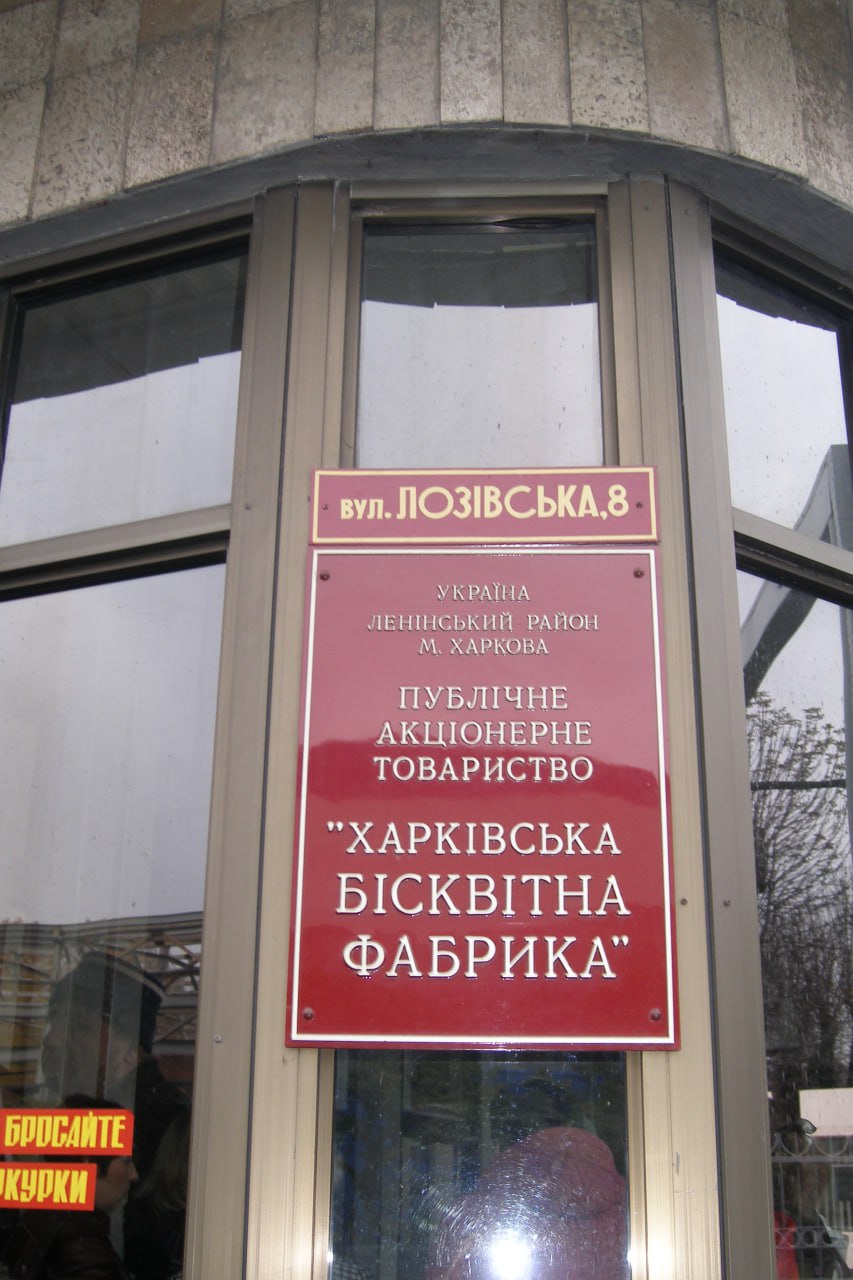 вул. ЛОЗІВСЬКА, 8
УКРАЇНА
ЛЕНІНСЬКИЙ РАЙОН
М. ХАРКОВА
ПУБЛІЧНЕ
АКЦІОНЕРНЕ
ТОВАРИСТВО
"ХАРКІВСЬКА
БІСКВІТНА
ФАБРИКА"
БРОСАЙТЕ